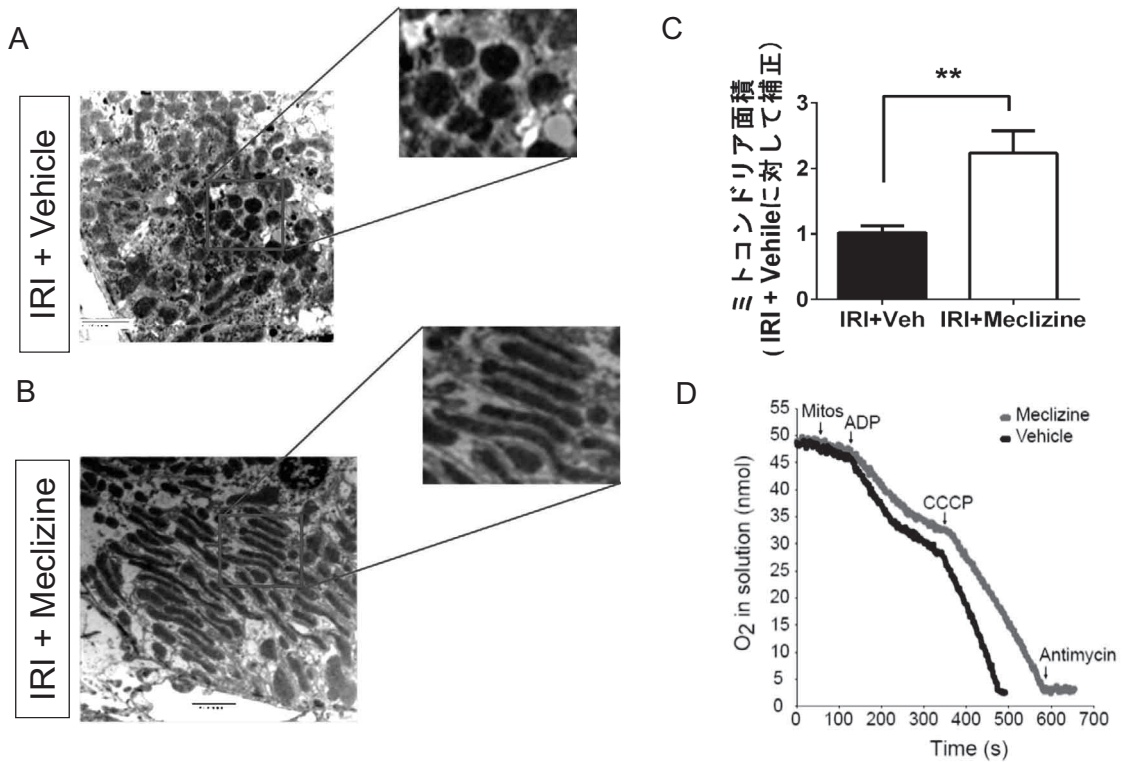 A
IRI + Vehicle
B
IRI + Meclizine
C
ミトコンドリア面積
( IRI + Vehileに対して補正)
**
3
2
1
0
IRI+Veh IRI+Meclizine
D
55
50
45
40
35
30
25
20
15
10
5
0
O2 in solution (nmol)
Mitos
ADP
CCCP
Antimycin
Meclizine
Vehicle
0 100 200 300 400 500 600 700
Time (s)